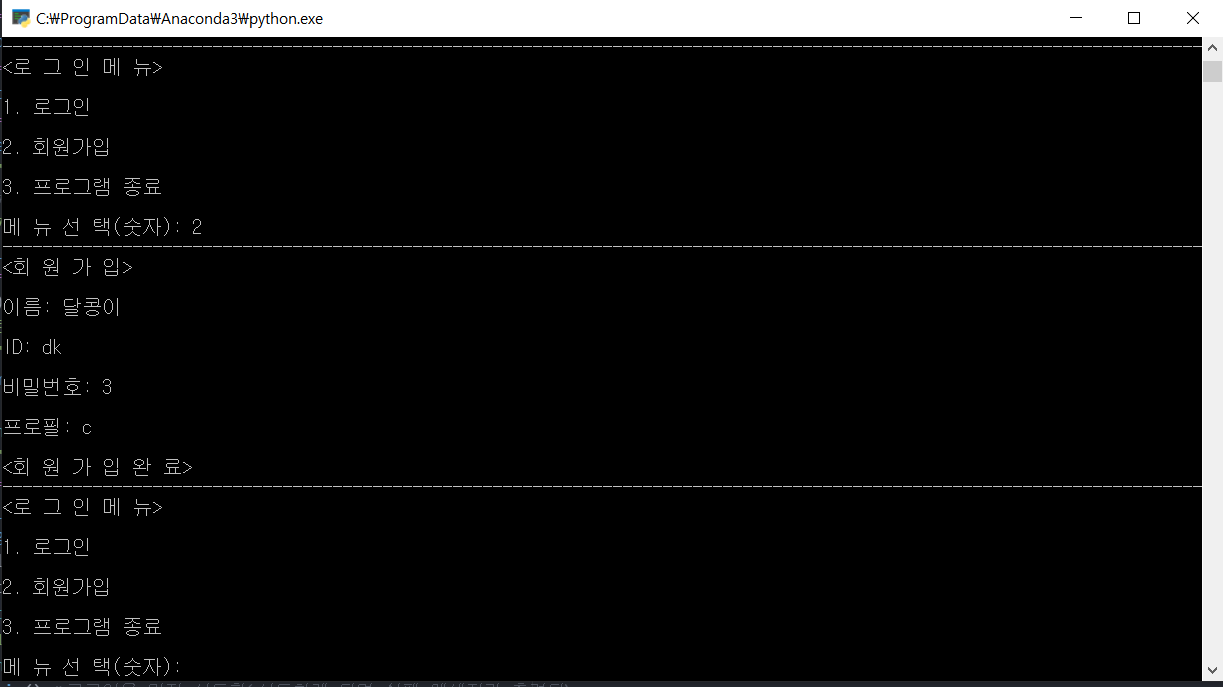 C:₩ProgramData₩Anaconda3₩python.exe
<로 그 인 메 뉴>
1. 로그인
2. 회원가입
3. 프로그램 종료
메 뉴 선 택(숫자): 2
<회 원 가 입>
이름: 달콩이
ID: dk
비밀번호: 3
프로필: c
<회 원 가 입 완 료>
<로 그 인 메 뉴>
1. 로그인
2. 회원가입
3. 프로그램 종료
메 뉴 선 택(숫자):